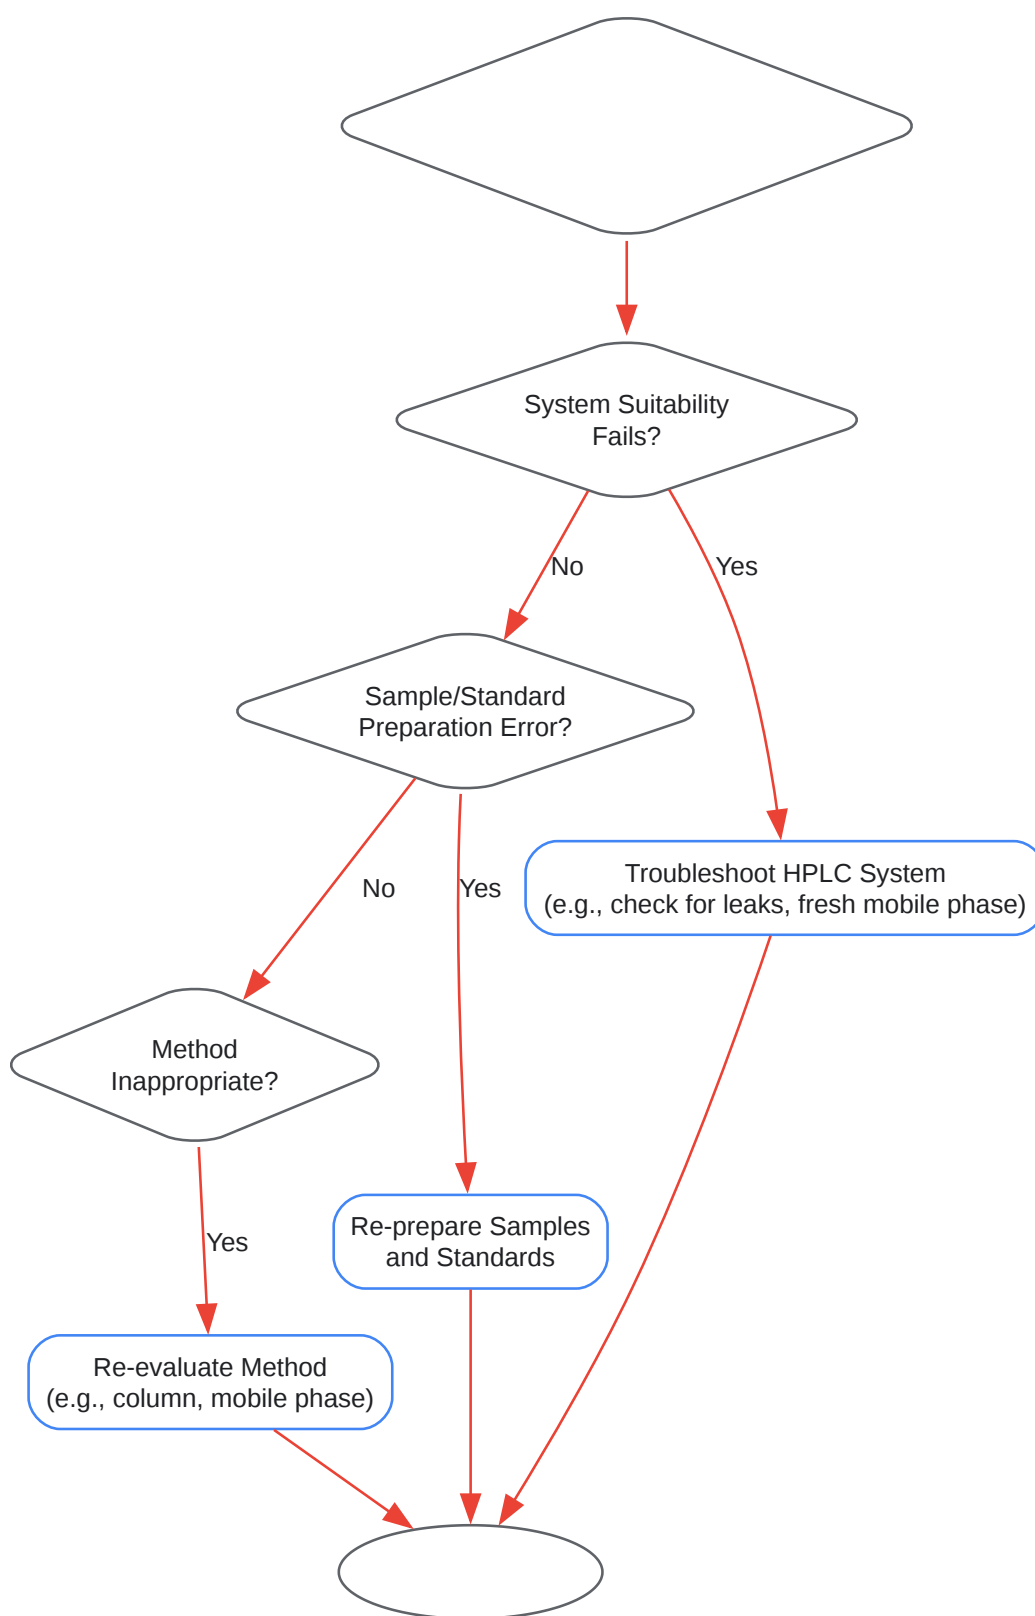 System Suitability
Fails?
No
Yes
Sample/Standard
Preparation Error?
Troubleshoot HPLC System
(e.g., check for leaks, fresh mobile phase)
No
Yes
Method
Inappropriate?
Re-prepare Samples
and Standards
Yes
Re-evaluate Method
(e.g., column, mobile phase)